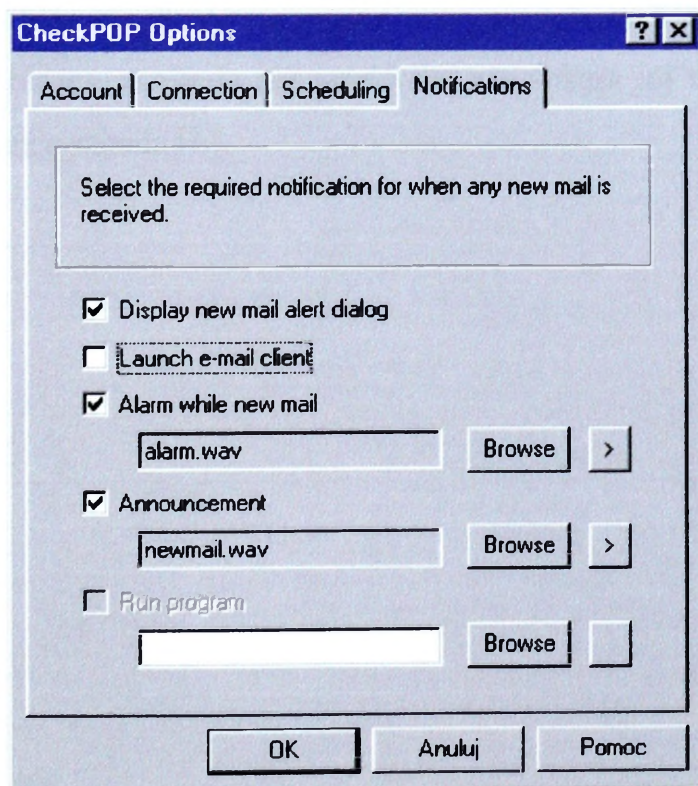 CheckPOP Options
Account Connection Scheduling Notifications
Select the required notification for when any new mail is
received.
Display new mail alert dialog
Launch e-mail client
Alarm while new mail
alarm.wav Browse >
Announcement
newmail.wav Browse >
Run program
Browse
OK Anuluj Pomoc